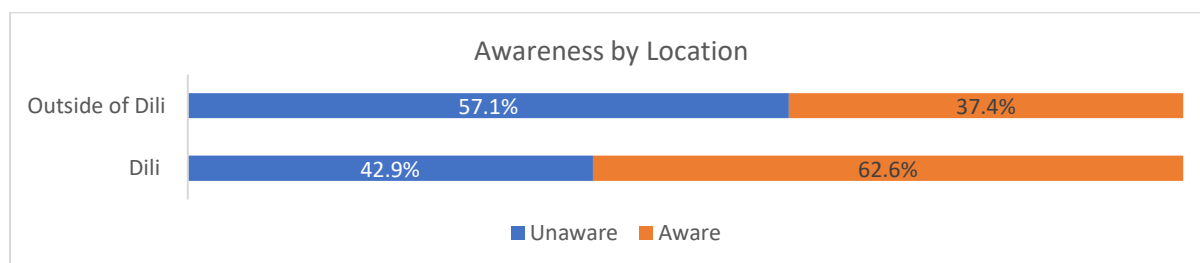 Awareness by Location
Outside of Dili
57.1%
37.4%
Dili
42.9%
62.6%
Unaware
Aware